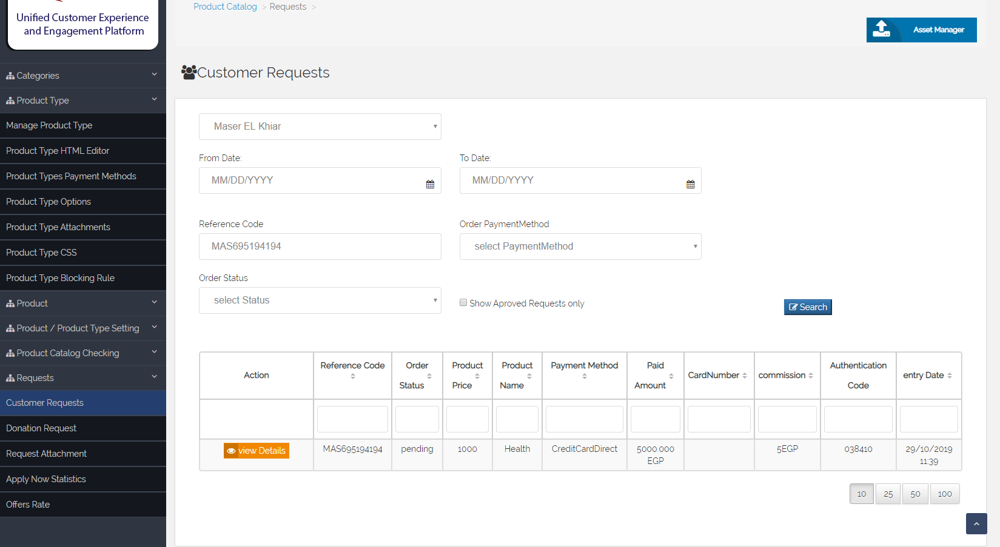 Unified Customer Experience
and Engagement Platform
Product Catalog > Requests >
Asset Manager
Categories
Product Type
Manage Product Type
Product Type HTML Editor
Product Types Payment Methods
Product Type Options
Product Type Attachments
Product Type CSS
Product Type Blocking Rule
Product
Product / Product Type Setting
Product Catalog Checking
Requests
Customer Requests
Donation Request
Request Attachment
Apply Now Statistics
Offers Rate
Customer Requests
Maser EL Khiar
From Date:
To Date:
MM/DD/YYYY
MM/DD/YYYY
Reference Code
Order PaymentMethod
MAS695194194
select PaymentMethod
Order Status
select Status
Show Aproved Requests only
Search
Action
Reference Code
Order
Status
Product
Price
Product
Name
Payment Method
Paid
Amount
CardNumber
commission
Authentication
Code
entry Date
view Details
MAS695194194
pending
1000
Health
CreditCardDirect
5000.000
EGP
5EGP
038410
29/10/2019
11:39
10
25
50
100